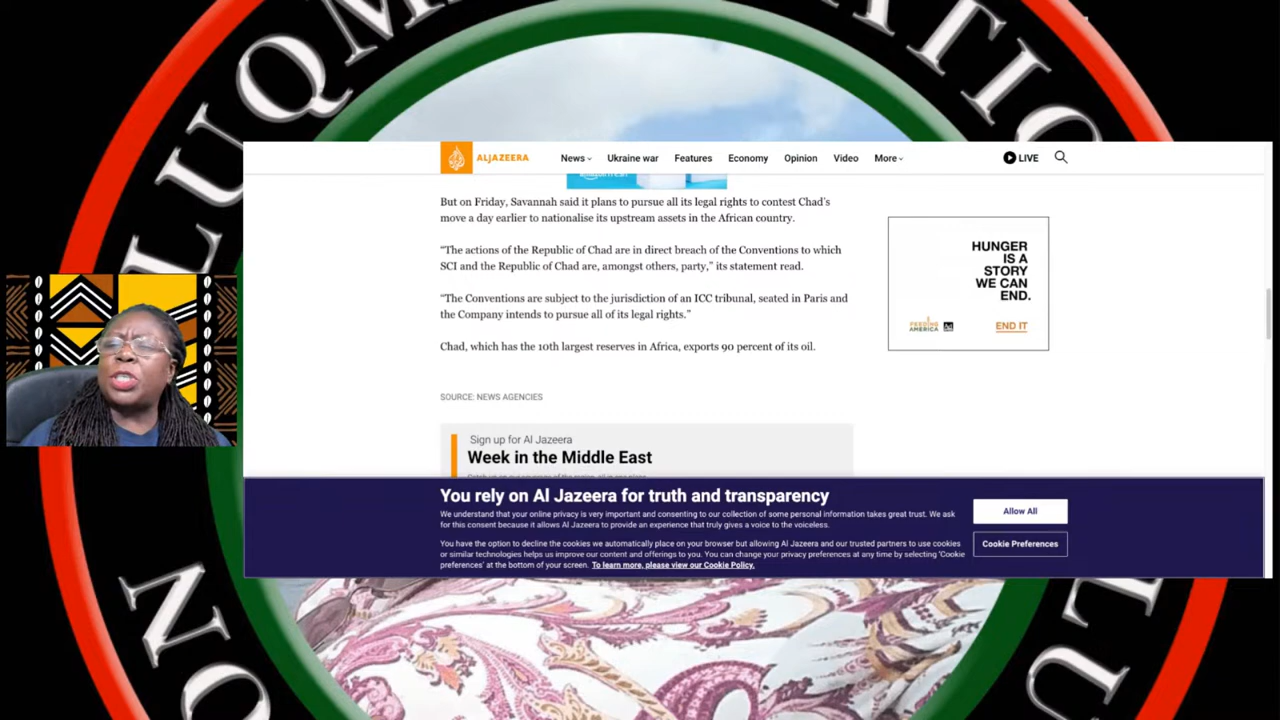 LUQM
ATIO
ALJAZEERA
News
Ukraine war
Features
Economy
Opinion
Video
More
LIVE
But on Friday, Savannah said it plans to pursue all its legal rights to contest Chad's
move a day earlier to nationalise its upstream assets in the African country.
“The actions of the Republic of Chad are in direct breach of the Conventions to which
SCI and the Republic of Chad are, amongst others, party,” its statement read.
“The Conventions are subject to the jurisdiction of an ICC tribunal, seated in Paris and
the Company intends to pursue all of its legal rights.”
Chad, which has the 10th largest reserves in Africa, exports 90 percent of its oil.
SOURCE: NEWS AGENCIES
HUNGER
IS A
STORY
WE CAN
END.
FEEDING
AMERICA
Ad
END IT
Sign up for Al Jazeera
Week in the Middle East
You rely on Al Jazeera for truth and transparency
We understand that your online privacy is very important and consenting to our collection of some personal information takes great trust. We ask
for this consent because it allows Al Jazeera to provide an experience that truly gives a voice to the voiceless.
You have the option to decline the cookies we automatically place on your browser but allowing Al Jazeera and our trusted partners to use cookies
or similar technologies helps us improve our content and offerings to you. You can change your privacy preferences at any time by selecting 'Cookie
preferences' at the bottom of your screen. To learn more, please view our Cookie Policy.
Allow All
Cookie Preferences